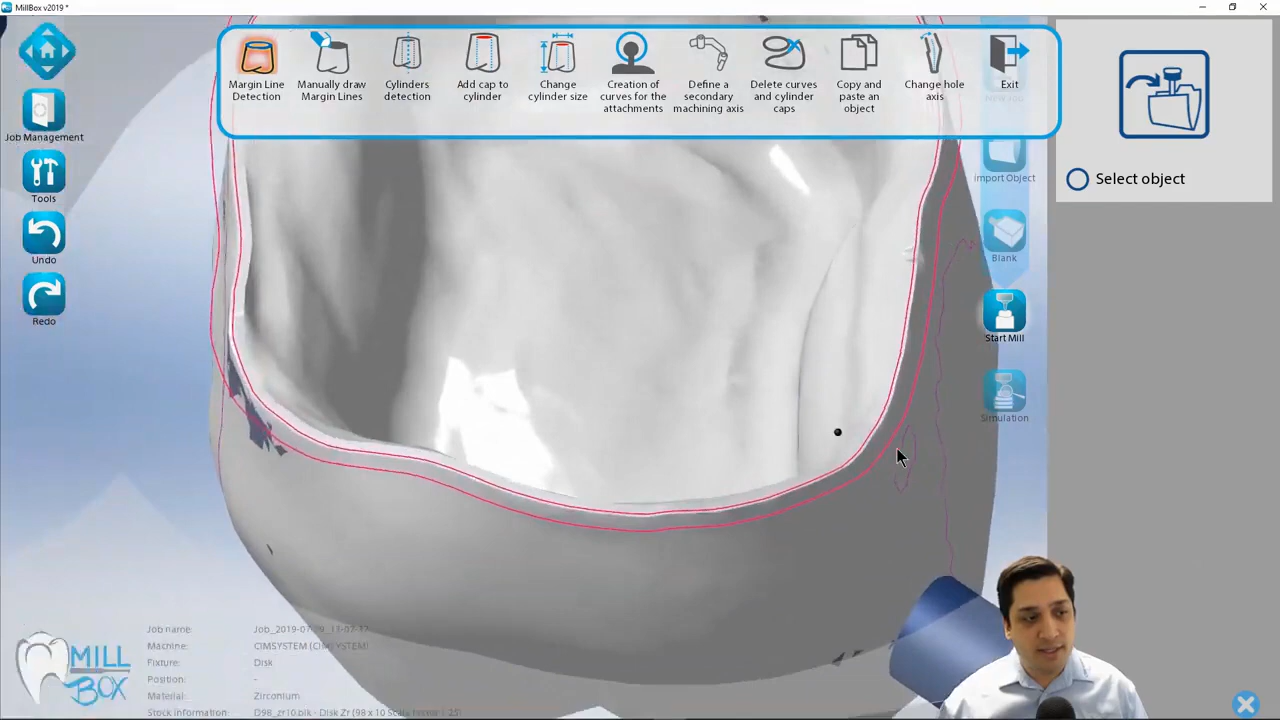 MillBox v2019 *
Margin Line Detection
Manually draw Margin Lines
Cylinders detection
Add cap to cylinder
Change cylinder size
Creation of curves for the attachments
Define a secondary machining axis
Delete curves and cylinder caps
Copy and paste an object
Change hole axis
Exit
Job Management
Tools
Undo
Redo
Import Object
Blank
Start Mill
Simulation
Select object
Job name:
Machine: CIMSYSTEM (CIMSYSTEM)
Fixture: Disk
Position: -
Material: Zirconium
Stock information:
MILL
BOX